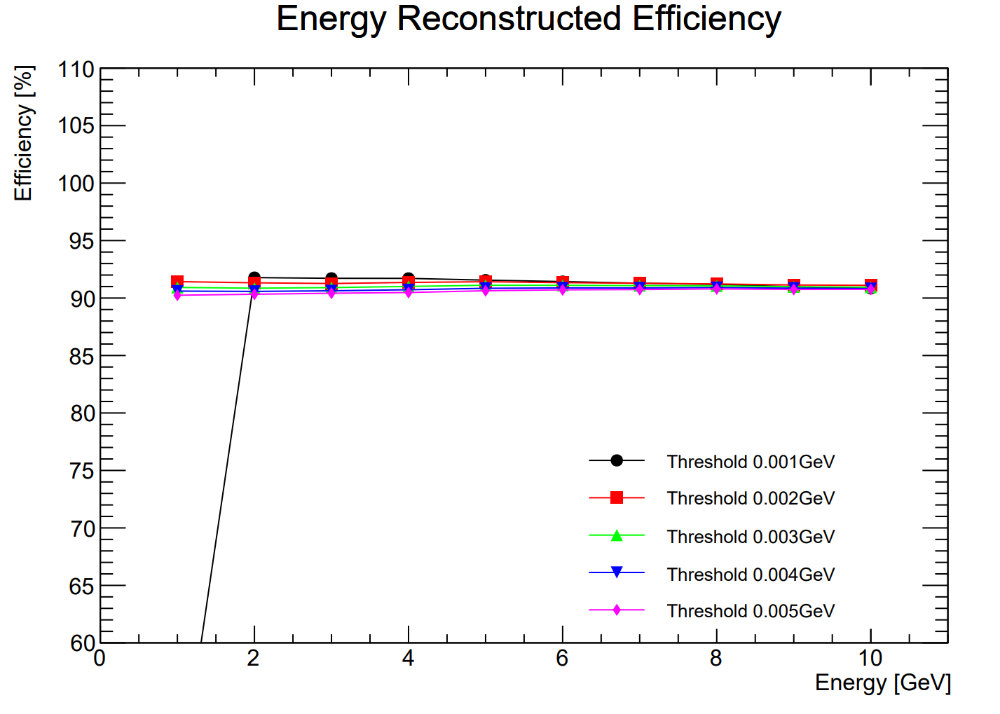 Energy Reconstructed Efficiency
Efficiency [%]
110
105
100
95
90
85
80
75
70
65
60
Threshold 0.001GeV
Threshold 0.002GeV
Threshold 0.003GeV
Threshold 0.004GeV
Threshold 0.005GeV
0 2 4 6 8 10
Energy [GeV]